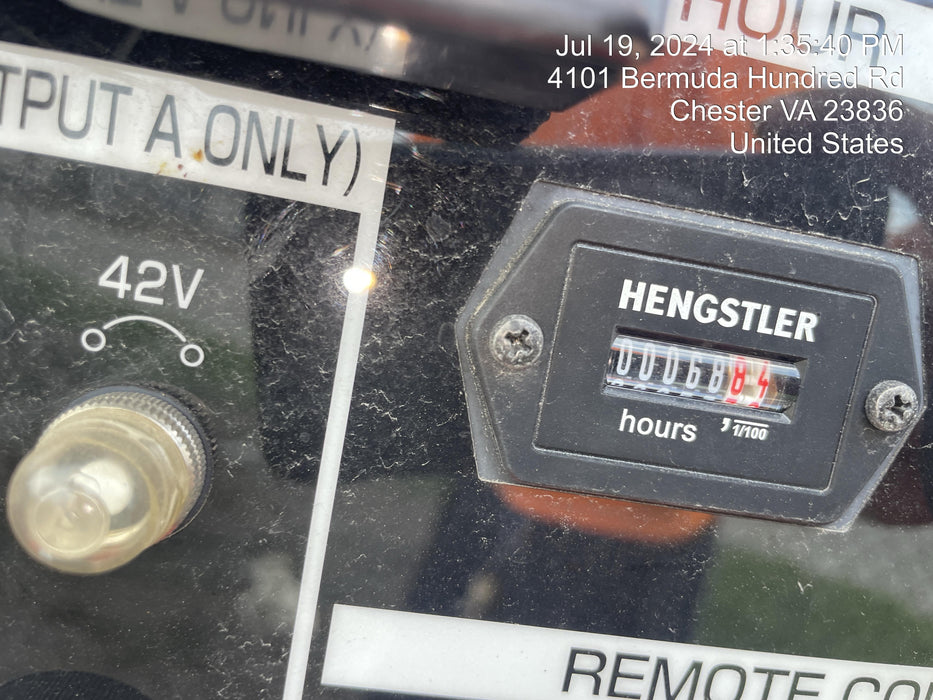 V ONLY)
HOUR
Jul 19, 2024 at 1:35:40 PM
4101 Bermuda Hundred Rd
Chester VA 23836
United States
TPUT A ONLY)
42V
HENGSTLER
0006884
hours , 1/100
REMOTE CO